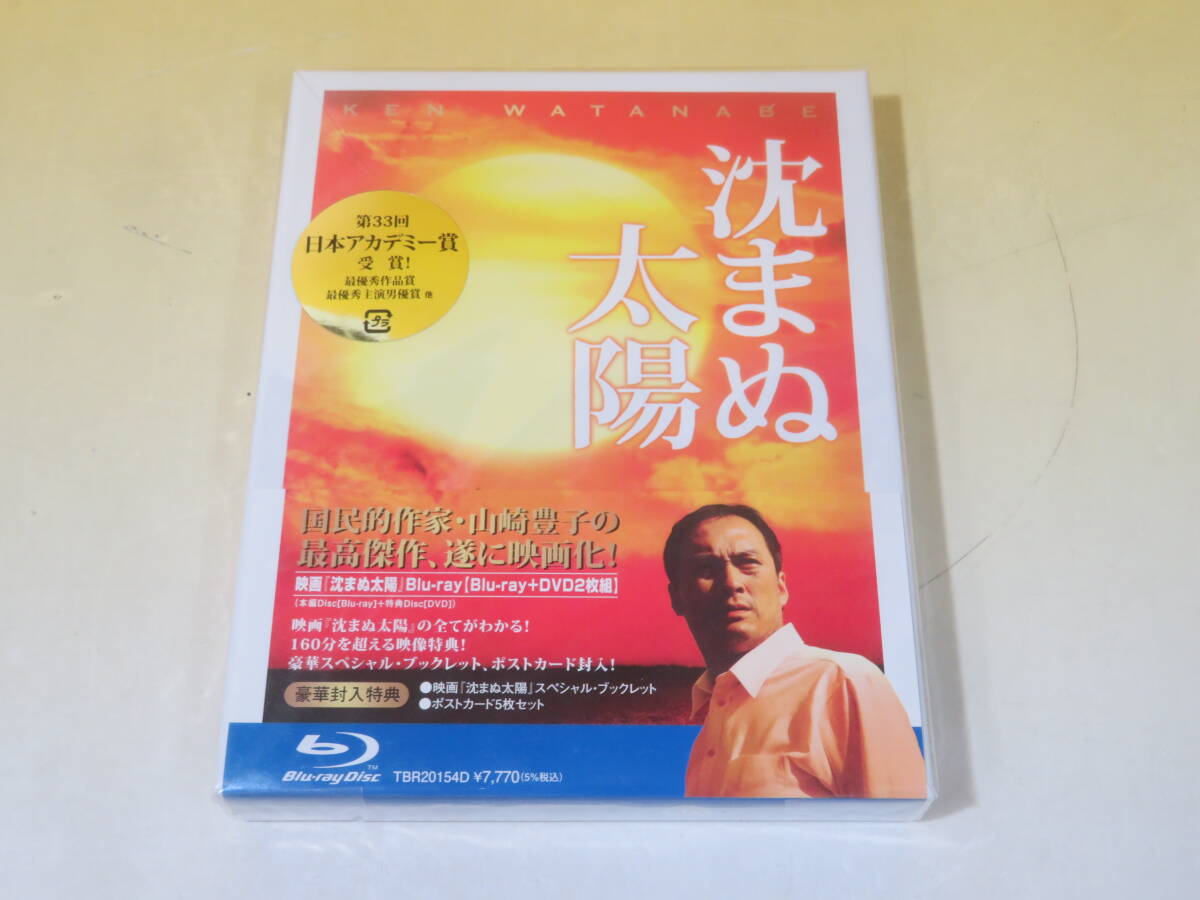 KEN WATANABE
沈まぬ
太陽
第33回
日本アカデミー賞
受賞!
最優秀作品賞
最優秀主演男優賞 他
プラ
国民的作家・山崎豊子の
最高傑作、遂に映画化!
映画『沈まぬ太陽』Blu-ray【Blu-ray+DVD2枚組】
(本編Disc[Blu-ray]+特典Disc[DVD])
映画『沈まぬ太陽』の全てがわかる!
160分を超える映像特典!
豪華スペシャル・ブックレット、ポストカード封入!
豪華封入特典
●映画『沈まぬ太陽』スペシャル・ブックレット
●ポストカード5枚セット
Blu-ray Disc™
TBR20154D ¥7,770(5%税込)